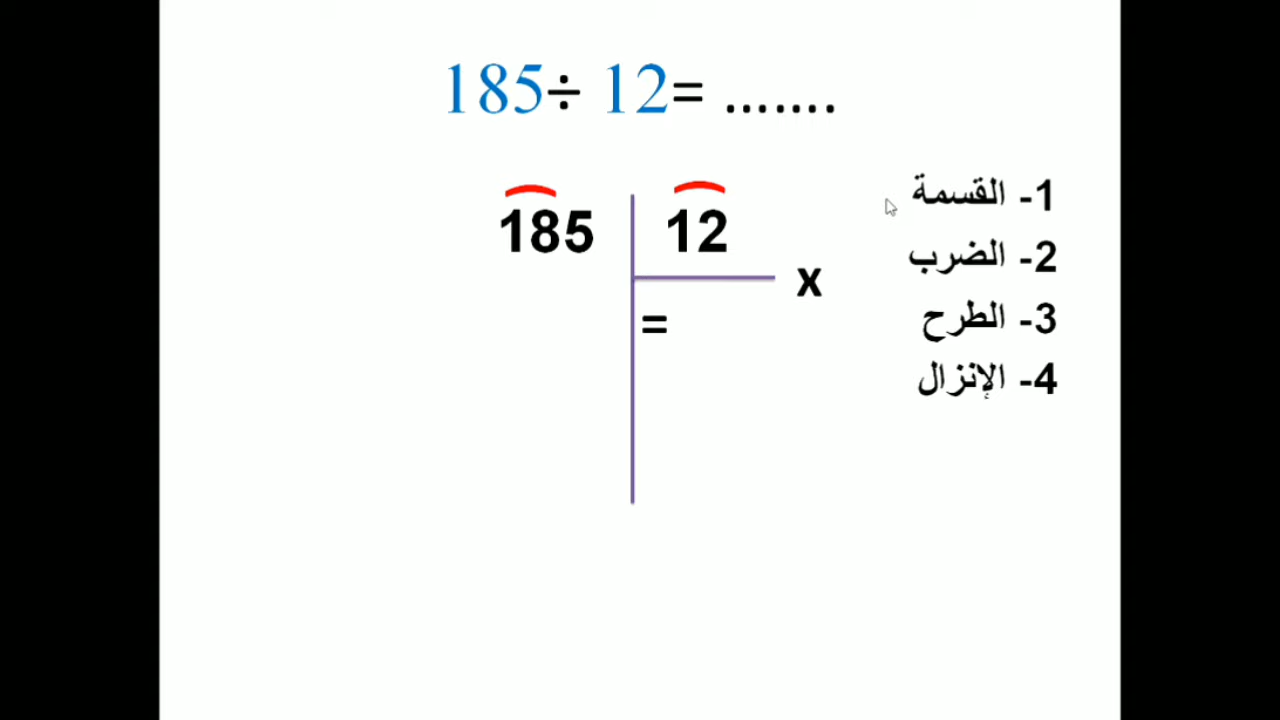 185÷ 12= .......
185 12
x
=
1- القسمة
2- الضرب
3- الطرح
4- الإنزال